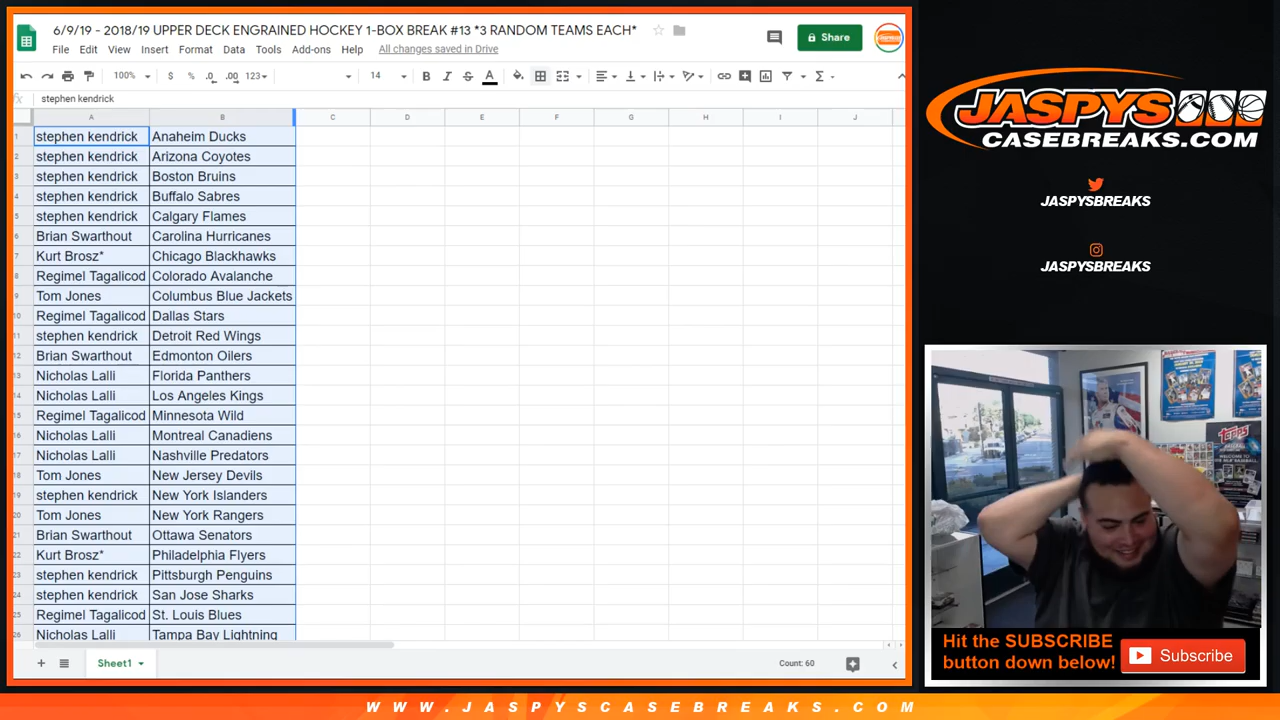 6/9/19 - 2018/19 UPPER DECK ENGRAINED HOCKEY 1-BOX BREAK #13 *3 RANDOM TEAMS EACH*
File Edit View Insert Format Data Tools Add-ons Help All changes saved in Drive
Share
100% $ % .0 .00 123 14 B I S A
fx stephen kendrick
A B C D E F G H I J
1 stephen kendrick Anaheim Ducks
2 stephen kendrick Arizona Coyotes
3 stephen kendrick Boston Bruins
4 stephen kendrick Buffalo Sabres
5 stephen kendrick Calgary Flames
6 Brian Swarthout Carolina Hurricanes
7 Kurt Brosz* Chicago Blackhawks
8 Regimel Tagalicod Colorado Avalanche
9 Tom Jones Columbus Blue Jackets
10 Regimel Tagalicod Dallas Stars
11 stephen kendrick Detroit Red Wings
12 Brian Swarthout Edmonton Oilers
13 Nicholas Lalli Florida Panthers
14 Nicholas Lalli Los Angeles Kings
15 Regimel Tagalicod Minnesota Wild
16 Nicholas Lalli Montreal Canadiens
17 Nicholas Lalli Nashville Predators
18 Tom Jones New Jersey Devils
19 stephen kendrick New York Islanders
20 Tom Jones New York Rangers
21 Brian Swarthout Ottawa Senators
22 Kurt Brosz* Philadelphia Flyers
23 stephen kendrick Pittsburgh Penguins
24 stephen kendrick San Jose Sharks
25 Regimel Tagalicod St. Louis Blues
26 Nicholas Lalli Tampa Bay Lightning
Sheet1
Count: 60
JASPYS
CASEBREAKS.COM
JASPYSBREAKS
JASPYSBREAKS
TOPPS
Hit the SUBSCRIBE
button down below!
Subscribe
WWW.JASPYSCASEBREAKS.COM